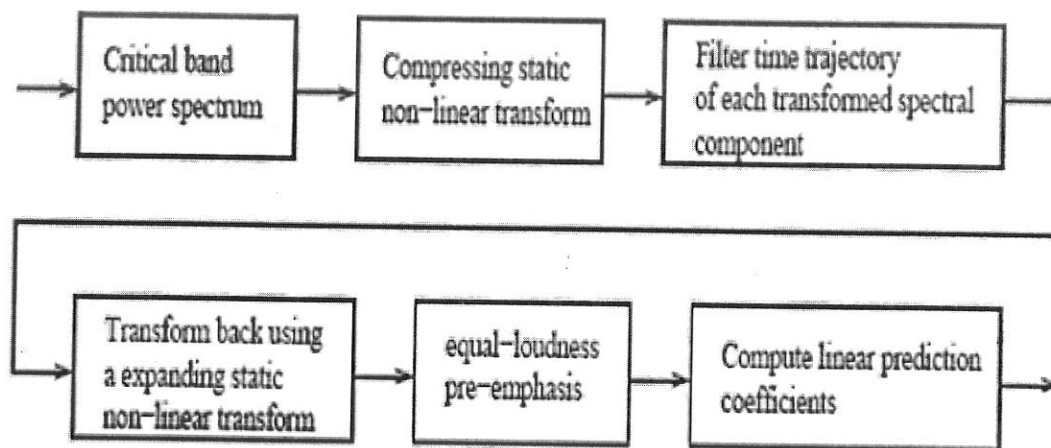 Critical band
power spectrum
Compressing static
non-linear transform
Filter time trajectory
of each transformed spectral
component
Transform back using
a expanding static
non-linear transform
equal-loudness
pre-emphasis
Compute linear prediction
coefficients